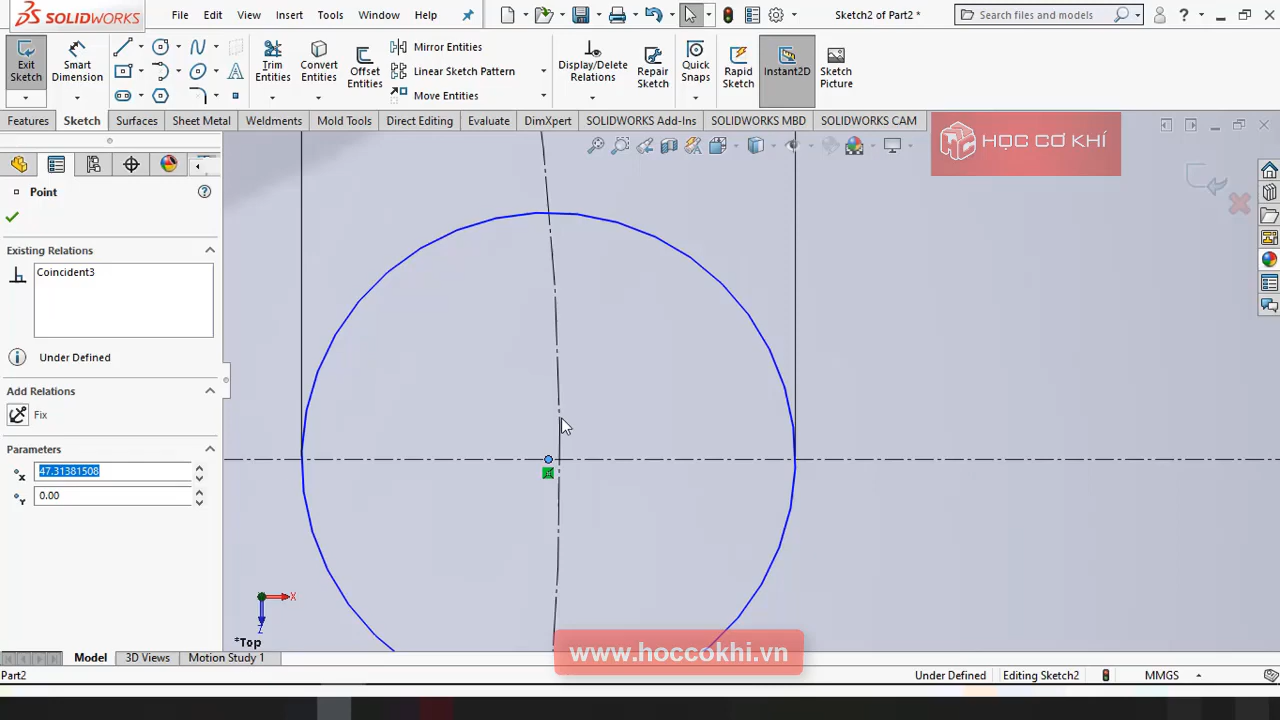 SOLIDWORKS
File Edit View Insert Tools Window Help
Sketch2 of Part2 *
Search files and models
Exit Sketch
Smart Dimension
Trim Entities
Convert Entities
Offset Entities
Mirror Entities
Linear Sketch Pattern
Move Entities
Display/Delete Relations
Repair Sketch
Quick Snaps
Rapid Sketch
Instant2D
Sketch Picture
Features Sketch Surfaces Sheet Metal Weldments Mold Tools Direct Editing Evaluate DimXpert SOLIDWORKS Add-Ins SOLIDWORKS MBD SOLIDWORKS CAM
HỌC CƠ KHÍ
Point
Existing Relations
Coincident3
Under Defined
Add Relations
Fix
Parameters
47.31381508
0.00
X
Z
*Top
www.hoccokhi.vn
Model 3D Views Motion Study 1
Part2
Under Defined Editing Sketch2 MMGS